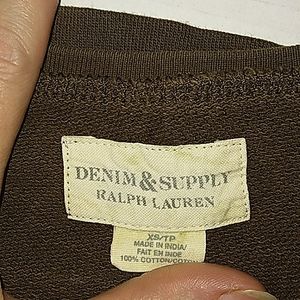 DENIM & SUPPLY
RALPH LAUREN
XS/TP
MADE IN INDIA/
FAIT EN INDE
100% COTTON/COTON